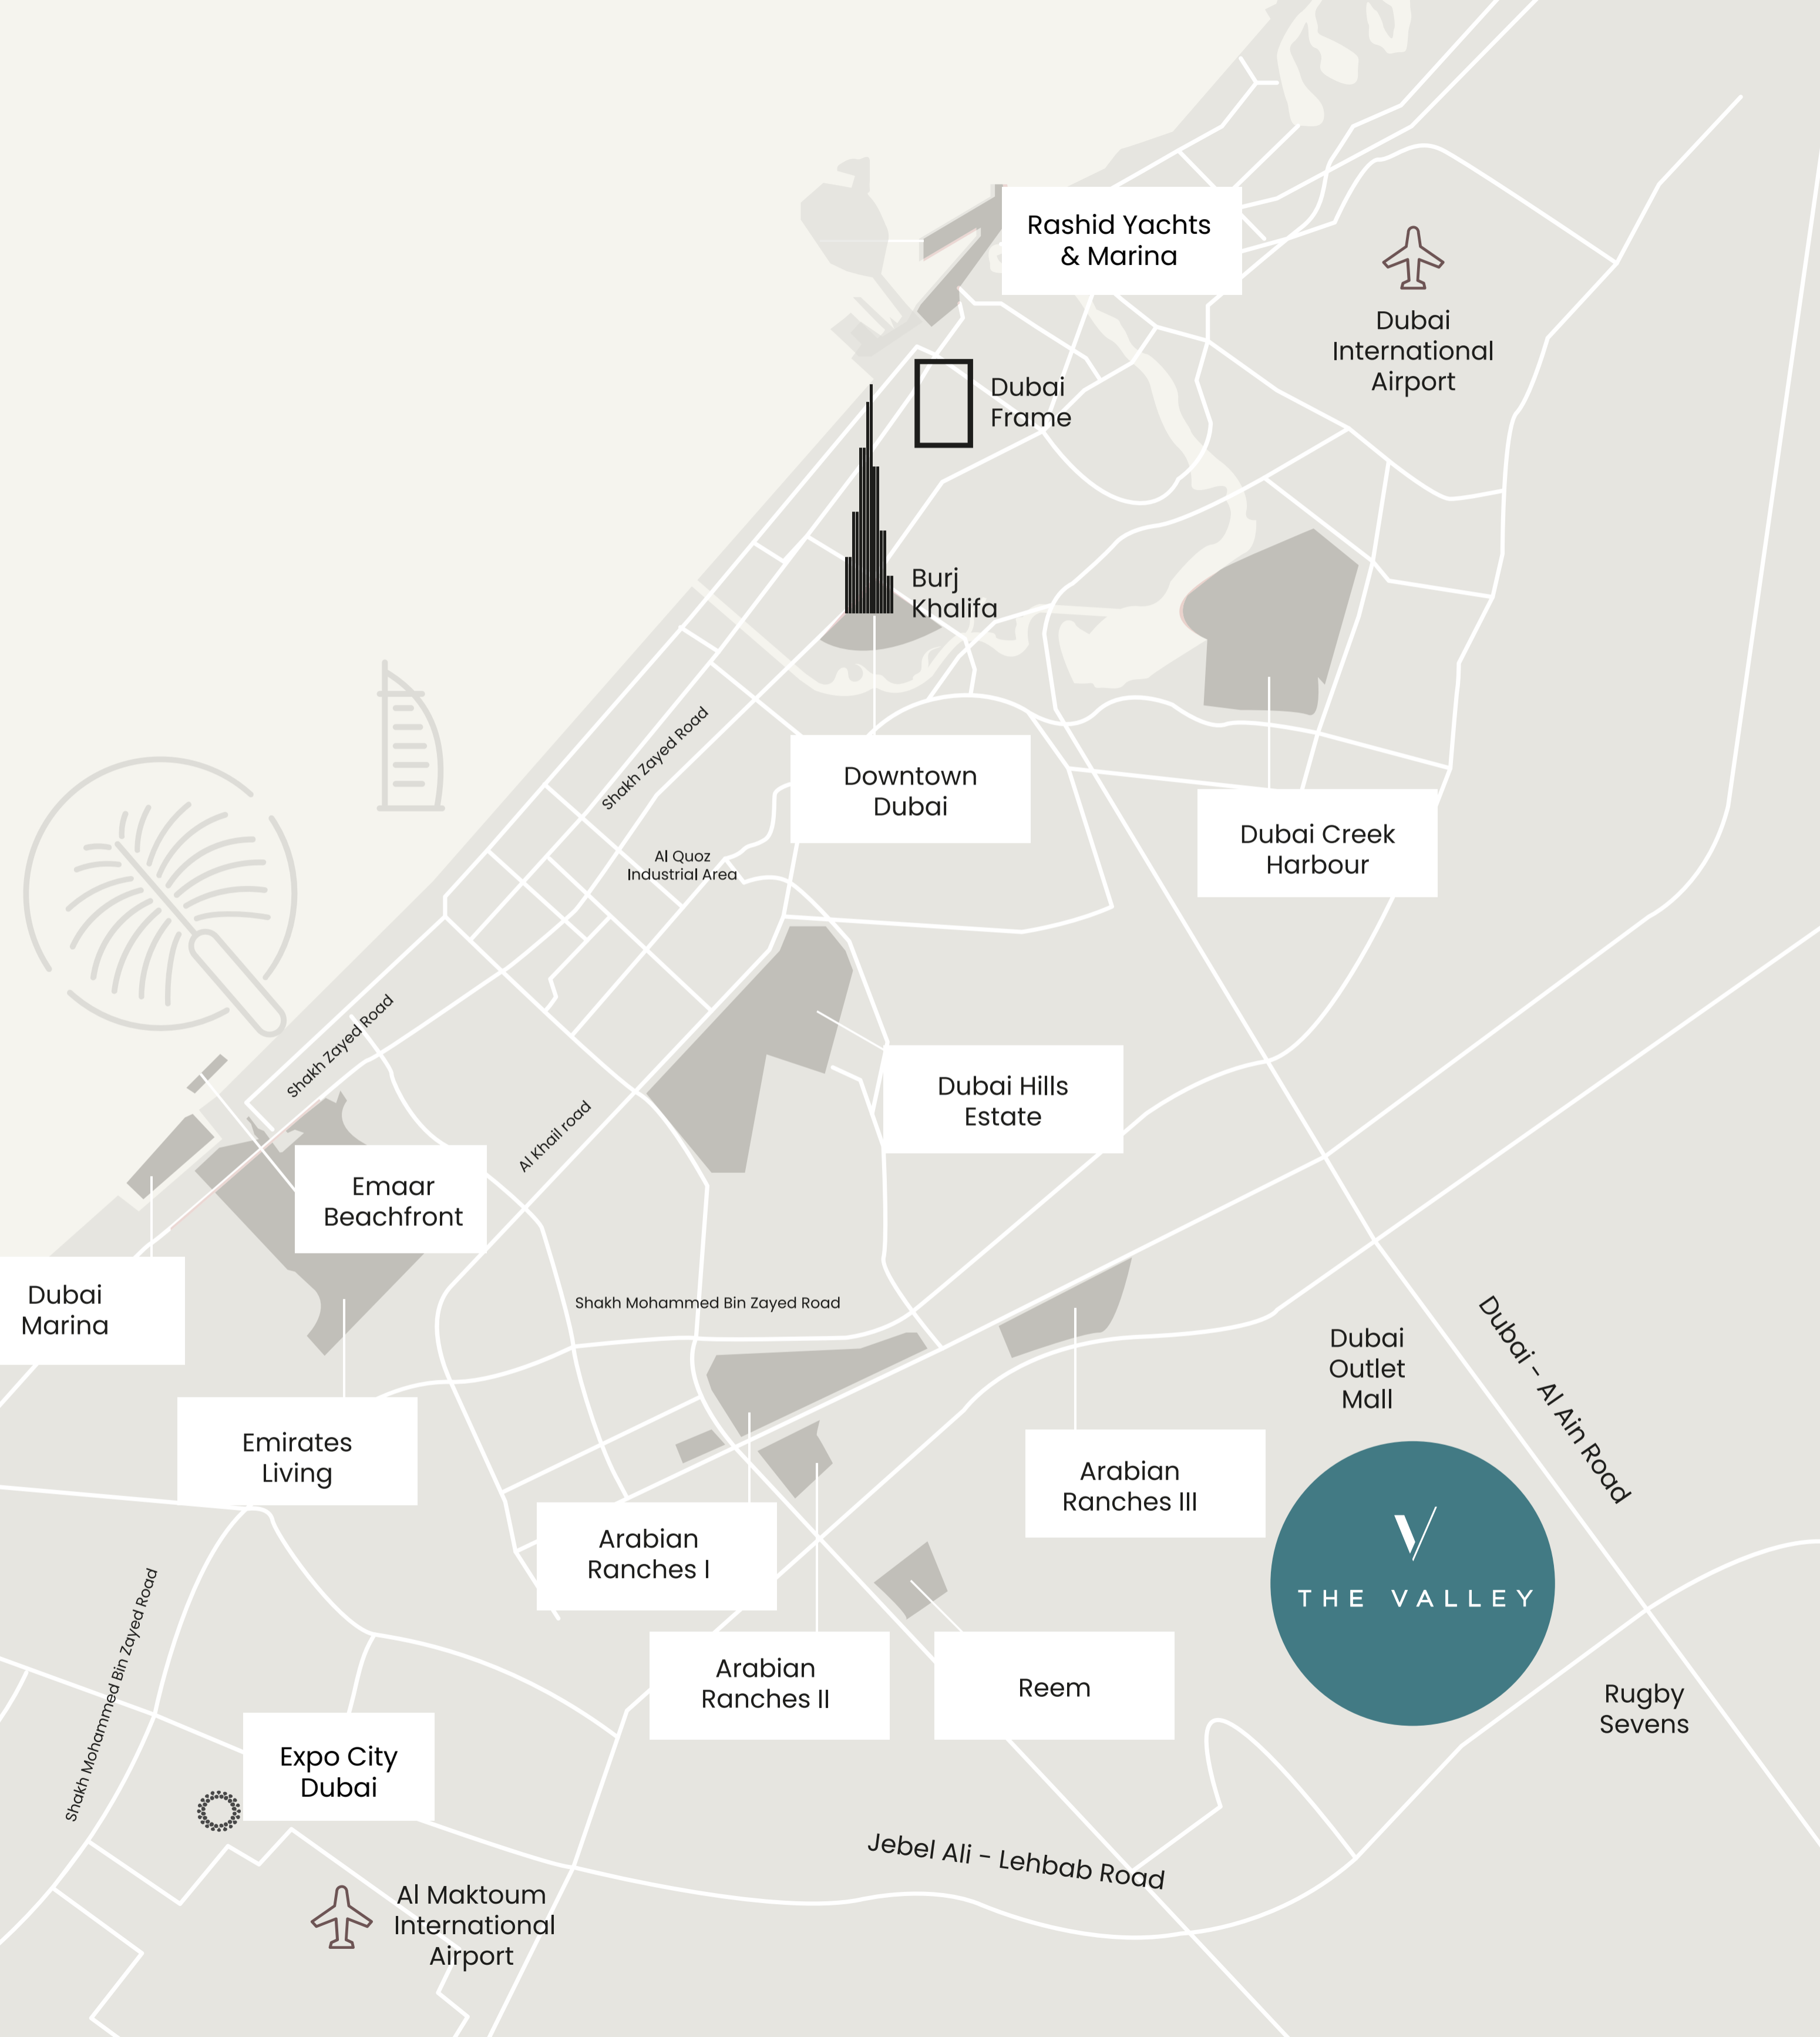 Rashid Yachts
& Marina
Dubai
International
Airport
Dubai
Frame
Burj
Khalifa
Shakh Zayed Road
Downtown
Dubai
Dubai Creek
Harbour
Al Quoz
Industrial Area
Shakh Zayed Road
Dubai Hills
Estate
Al Khail road
Emaar
Beachfront
Dubai
Marina
Shakh Mohammed Bin Zayed Road
Dubai
Outlet
Mall
Dubai - Al Ain Road
Emirates
Living
Arabian
Ranches III
Arabian
Ranches I
V
THE VALLEY
Shakh Mohammed Bin Zayed Road
Arabian
Ranches II
Reem
Rugby
Sevens
Expo City
Dubai
Jebel Ali - Lehbab Road
Al Maktoum
International
Airport